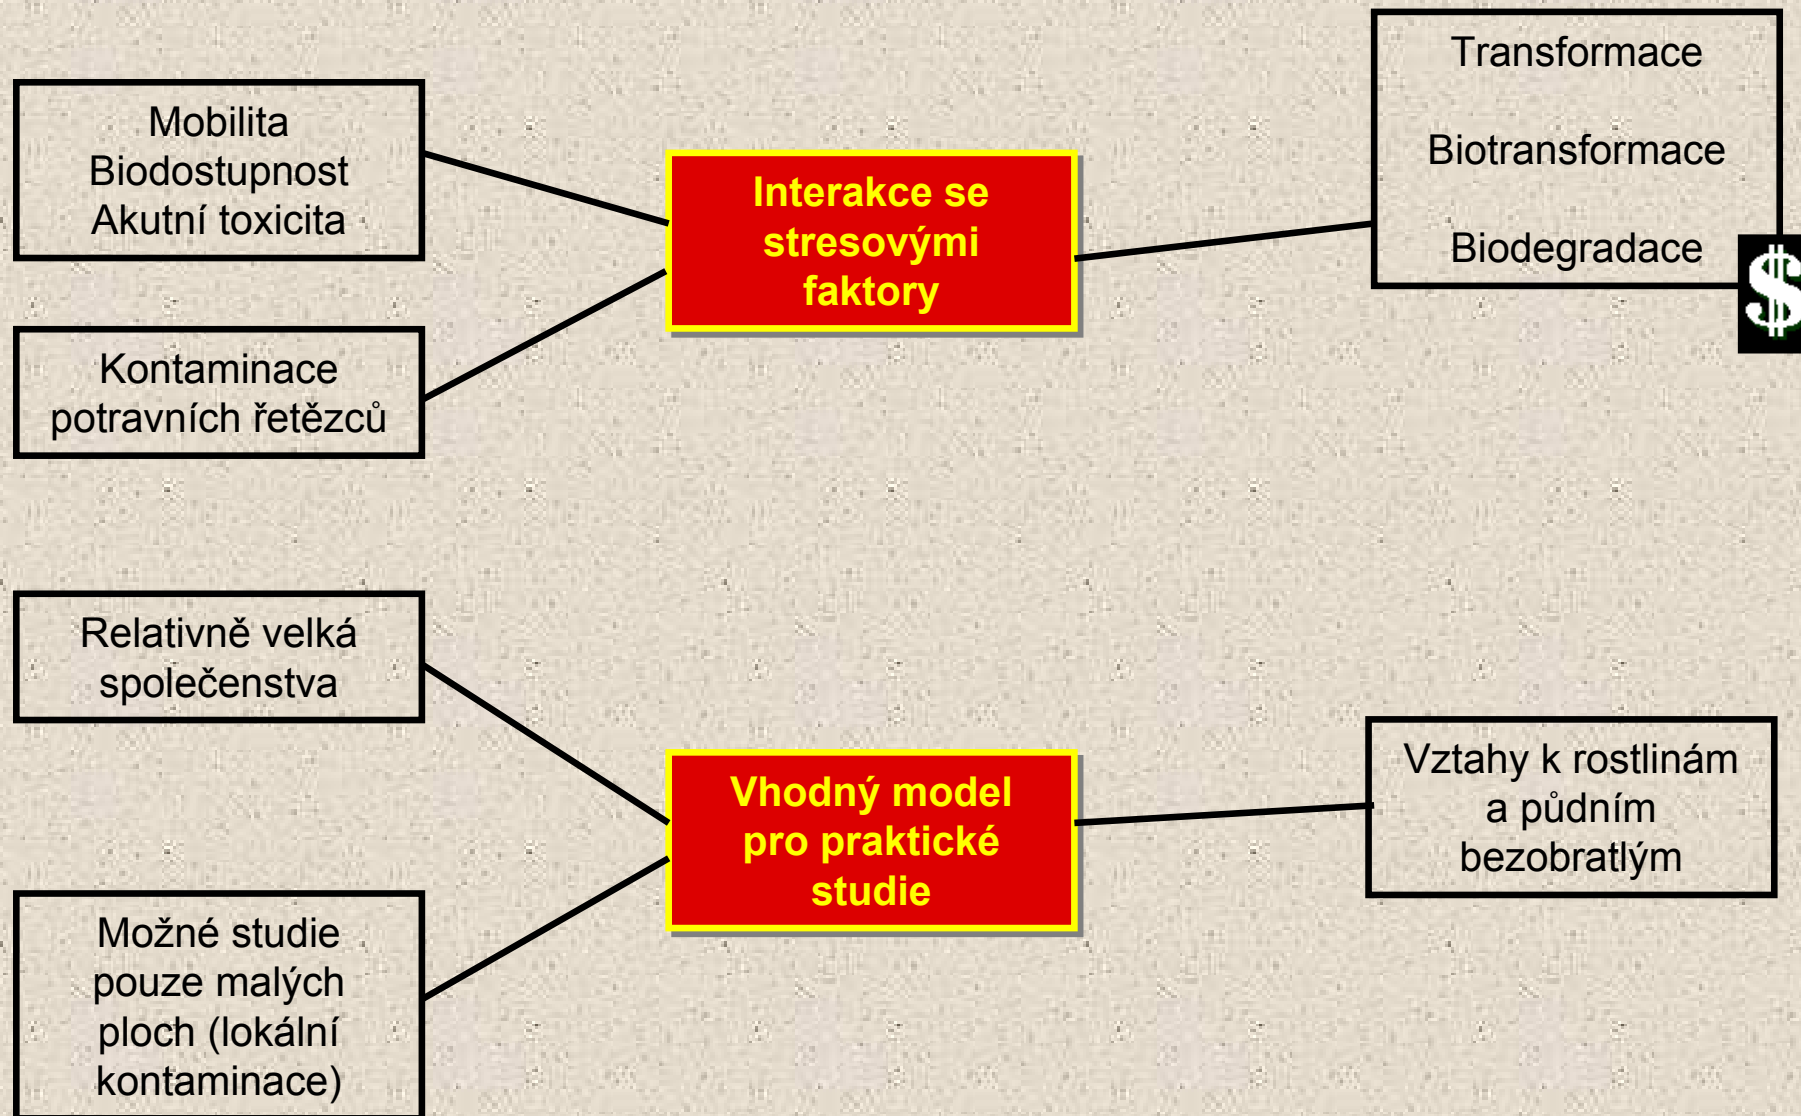 Mobilita
Biodostupnost
Akutní toxicita
Kontaminace
potravních řetězců
Interakce se
stresovými
faktory
Transformace
Biotransformace
Biodegradace
$
Relativně velká
společenstva
Možné studie
pouze malých
ploch (lokální
kontaminace)
Vhodný model
pro praktické
studie
Vztahy k rostlinám
a půdním
bezobratlým